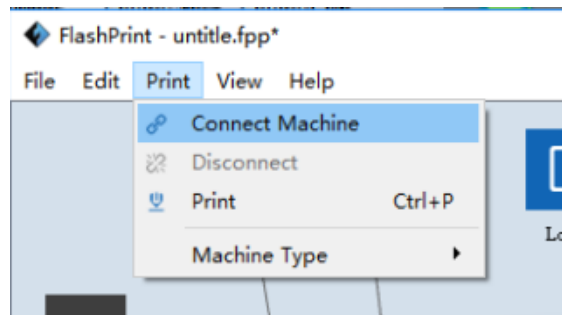 FlashPrint - untitle.fpp*
File Edit Print View Help
Connect Machine
Disconnect
Print Ctrl+P
Machine Type